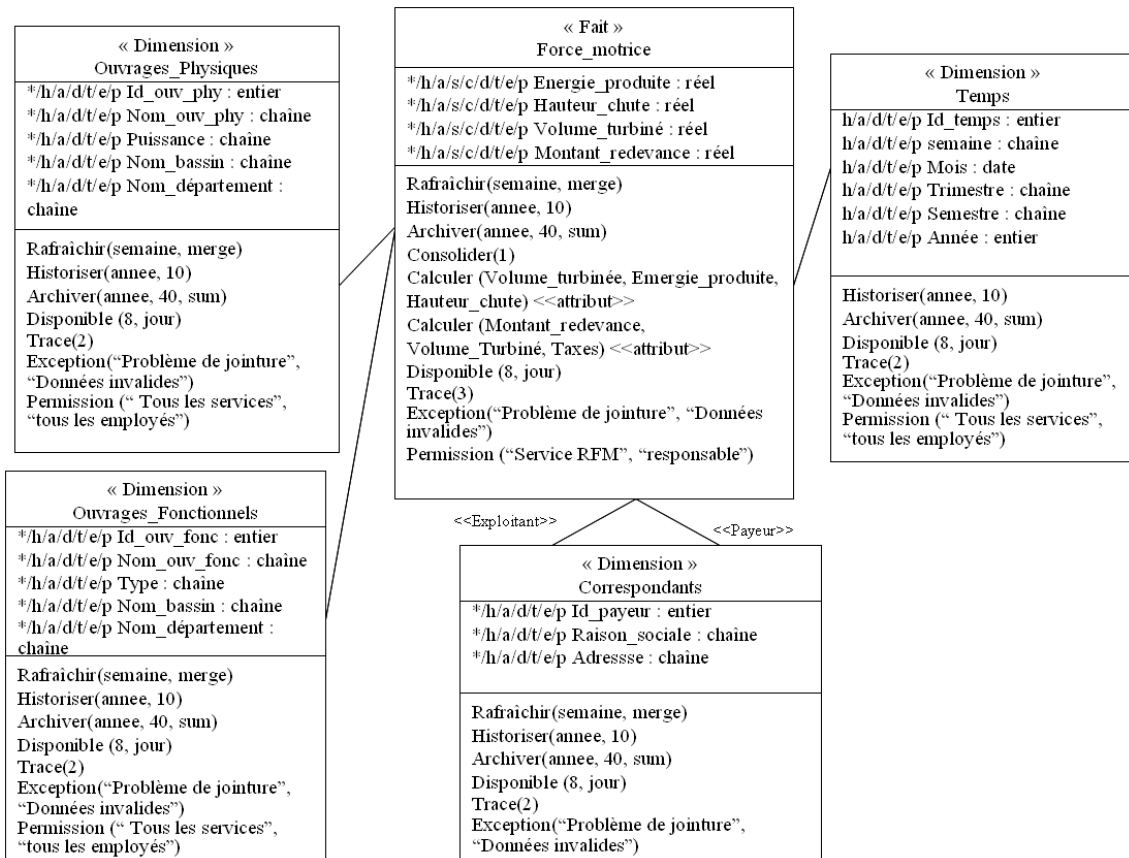 « Dimension »
Ouvrages_Physiques
*/h/a/d/t/e/p Id_ouv_phy : entier
*/h/a/d/t/e/p Nom_ouv_phy : chaîne
*/h/a/d/t/e/p Puissance : chaîne
*/h/a/d/t/e/p Nom_bassin : chaîne
*/h/a/d/t/e/p Nom_département :
chaîne
Rafraîchir(semaine, merge)
Historiser(annee, 10)
Archiver(annee, 40, sum)
Disponible (8, jour)
Trace(2)
Exception(“Problème de jointure”,
“Données invalides”)
Permission (“ Tous les services”,
“tous les employés”)
« Fait »
Force_motrice
*/h/a/s/c/d/t/e/p Energie_produite : réel
*/h/a/s/c/d/t/e/p Hauteur_chute : réel
*/h/a/s/c/d/t/e/p Volume_turbiné : réel
*/h/a/s/c/d/t/e/p Montant_redevance : réel
Rafraîchir(semaine, merge)
Historiser(annee, 10)
Archiver(annee, 40, sum)
Consolider(1)
Calculer (Volume_turbinée, Emergie_produite,
Hauteur_chute) <<attribut>>
Calculer (Montant_redevance,
Volume_Turbiné, Taxes) <<attribut>>
Disponible (8, jour)
Trace(3)
Exception(“Problème de jointure”, “Données
invalides”)
Permission (“Service RFM”, “responsable”)
« Dimension »
Temps
h/a/d/t/e/p Id_temps : entier
h/a/d/t/e/p semaine : chaîne
h/a/d/t/e/p Mois : date
h/a/d/t/e/p Trimestre : chaîne
h/a/d/t/e/p Semestre : chaîne
h/a/d/t/e/p Année : entier
Historiser(annee, 10)
Archiver(annee, 40, sum)
Disponible (8, jour)
Trace(2)
Exception(“Problème de jointure”,
“Données invalides”)
Permission (“ Tous les services”,
“tous les employés”)
« Dimension »
Ouvrages_Fonctionnels
*/h/a/d/t/e/p Id_ouv_fonc : entier
*/h/a/d/t/e/p Nom_ouv_fonc : chaîne
*/h/a/d/t/e/p Type : chaîne
*/h/a/d/t/e/p Nom_bassin : chaîne
*/h/a/d/t/e/p Nom_département :
chaîne
Rafraîchir(semaine, merge)
Historiser(annee, 10)
Archiver(annee, 40, sum)
Disponible (8, jour)
Trace(2)
Exception(“Problème de jointure”,
“Données invalides”)
Permission (“ Tous les services”,
“tous les employés”)
<<Exploitant>>
<<Payeur>>
« Dimension »
Correspondants
*/h/a/d/t/e/p Id_payeur : entier
*/h/a/d/t/e/p Raison_sociale : chaîne
*/h/a/d/t/e/p Adressse : chaîne
Rafraîchir(semaine, merge)
Historiser(annee, 10)
Archiver(annee, 40, sum)
Disponible (8, jour)
Trace(2)
Exception(“Problème de jointure”,
“Données invalides”)